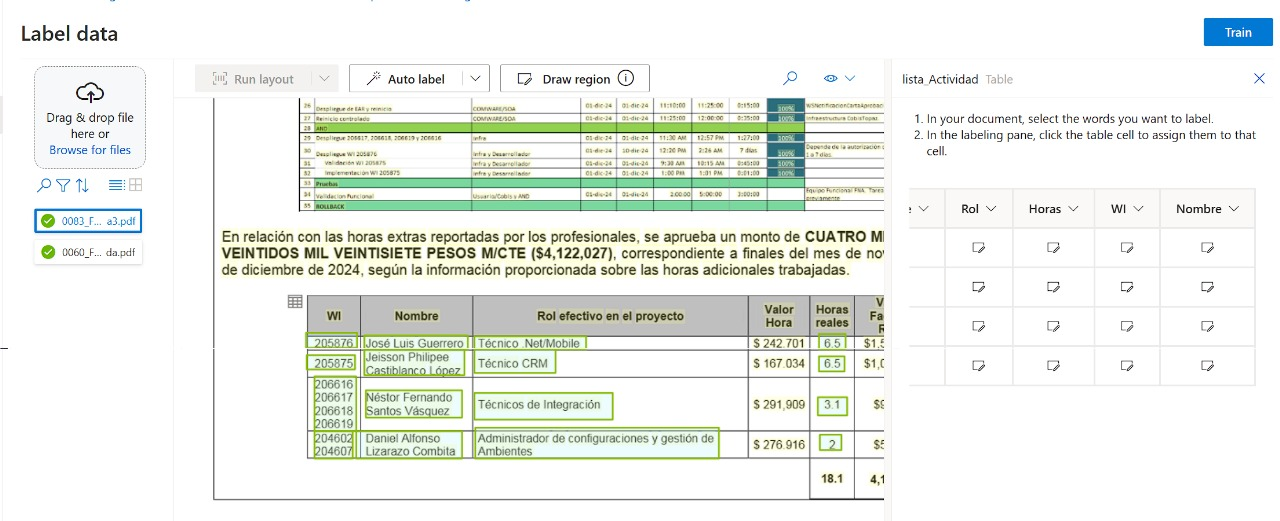 Label data
Train
Drag & drop file
here or
Browse for files
0083_F... a3.pdf
0060_F... da.pdf
Run layout
Auto label
Draw region
26 Despliegue de EAR y reinicio COMWARE/SOA 01-dic-24 01-dic-24 11:10:00 11:25:00 0:15:00 100%
27 Reinicio controlado COMWARE/SOA 01-dic-24 01-dic-24 11:25:00 12:00:00 0:35:00 100% Infraestructura CobisTopaz
28 AND
29 Despliegue 206617, 206618, 206619 y 206616 Infra 01-dic-24 01-dic-24 11:30 AM 12:57 PM 1:27:00 100%
30 Despliegue WI 205876 Infra y Desarrollador 01-dic-24 10-dic-24 12:20 PM 2:26 AM 7 días 100% Depende de la autorización
1 a 7 días.
31 Validación WI 205875 Infra y Desarrollador 01-dic-24 01-dic-24 9:30 AM 10:15 AM 0:45:00 100%
32 Implementación WI 205875 Infra y Desarrollador 01-dic-24 01-dic-24 1:00 PM 1:01 PM 0:01:00 100%
33 Pruebas
34 Validacion Funcional Usuario/Cobis y AND 01-dic-24 01-dic-24 2:00:00 5:00:00 3:00:00 100% Equipo Funcional FNA. Tarea
previamente
35 ROLLBACK
En relación con las horas extras reportadas por los profesionales, se aprueba un monto de CUATRO MI
VEINTIDOS MIL VEINTISIETE PESOS M/CTE ($4,122,027), correspondiente a finales del mes de no
de diciembre de 2024, según la información proporcionada sobre las horas adicionales trabajadas.
WI Nombre Rol efectivo en el proyecto Valor Hora Horas reales V Fa R
205876 José Luis Guerrero Técnico .Net/Mobile $ 242.701 6.5 $1,5
205875 Jeisson Philipee Castiblanco López Técnico CRM $ 167.034 6.5 $1,0
206616
206617
206618
206619
Néstor Fernando Santos Vásquez Técnicos de Integración $ 291,909 3.1 $9
204602
204607
Daniel Alfonso Lizarazo Combita Administrador de configuraciones y gestión de Ambientes $ 276.916 2 $5
18.1 4,1
lista_Actividad Table
1. In your document, select the words you want to label.
2. In the labeling pane, click the table cell to assign them to that
cell.
Rol Horas WI Nombre